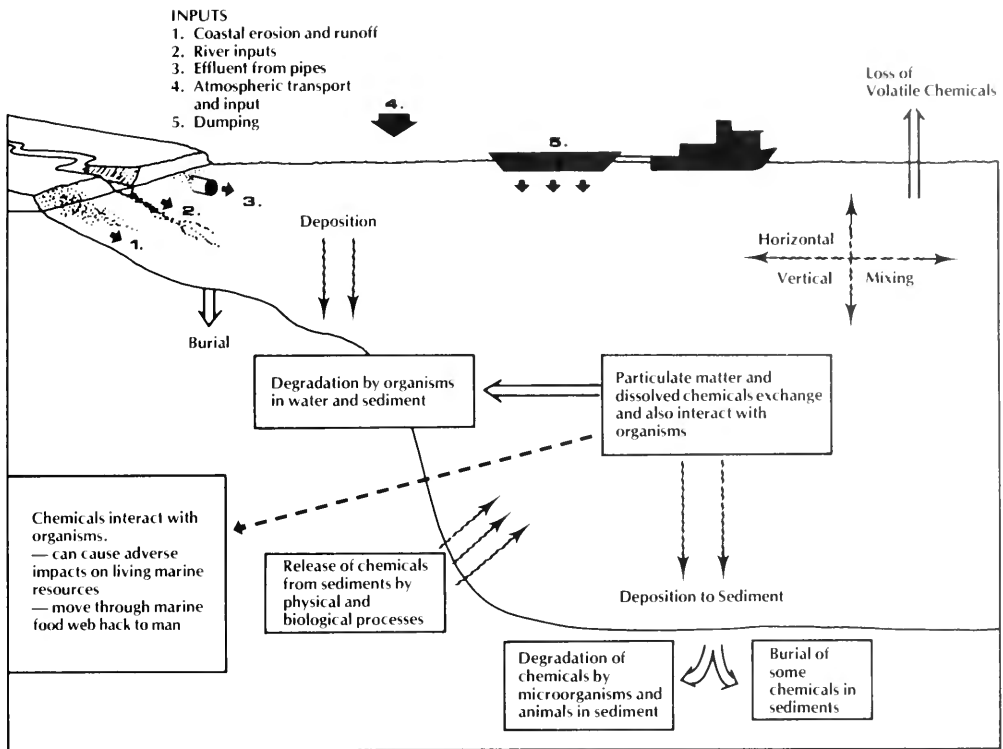 INPUTS
1. Coastal erosion and runoff
2. River inputs
3. Effluent from pipes
4. Atmospheric transport
and input
5. Dumping
4.
Loss of
Volatile Chemicals
5.
3.
2.
1.
Deposition
Horizontal
Vertical
Mixing
Burial
Degradation by organisms
in water and sediment
Particulate matter and
dissolved chemicals exchange
and also interact with
organisms
Chemicals interact with
organisms.
— can cause adverse
impacts on living marine
resources
— move through marine
food web hack to man
Release of chemicals
from sediments by
physical and
biological processes
Deposition to Sediment
Degradation of
chemicals by
microorganisms and
animals in sediment
Burial of
some
chemicals in
sediments